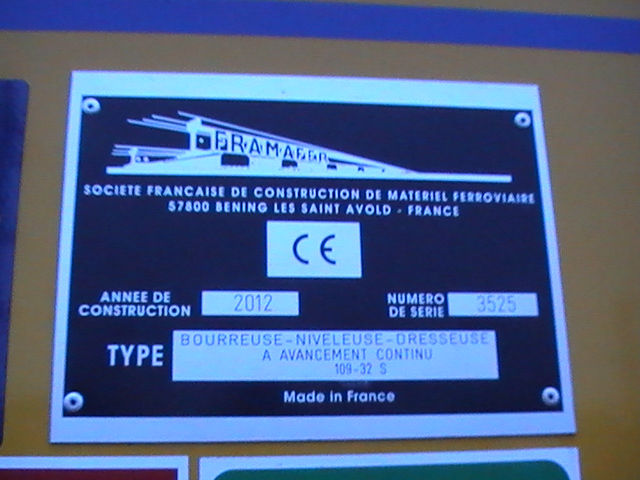 FRAMAFER
SOCIETE FRANCAISE DE CONSTRUCTION DE MATERIEL FERROVIAIRE
57800 BENING LES SAINT AVOLD - FRANCE
CE
ANNEE DE CONSTRUCTION 2012
NUMERO DE SERIE 3525
TYPE BOURREUSE-NIVELEUSE-DRESSEUSE
A AVANCEMENT CONTINU
109-32 S
Made in France